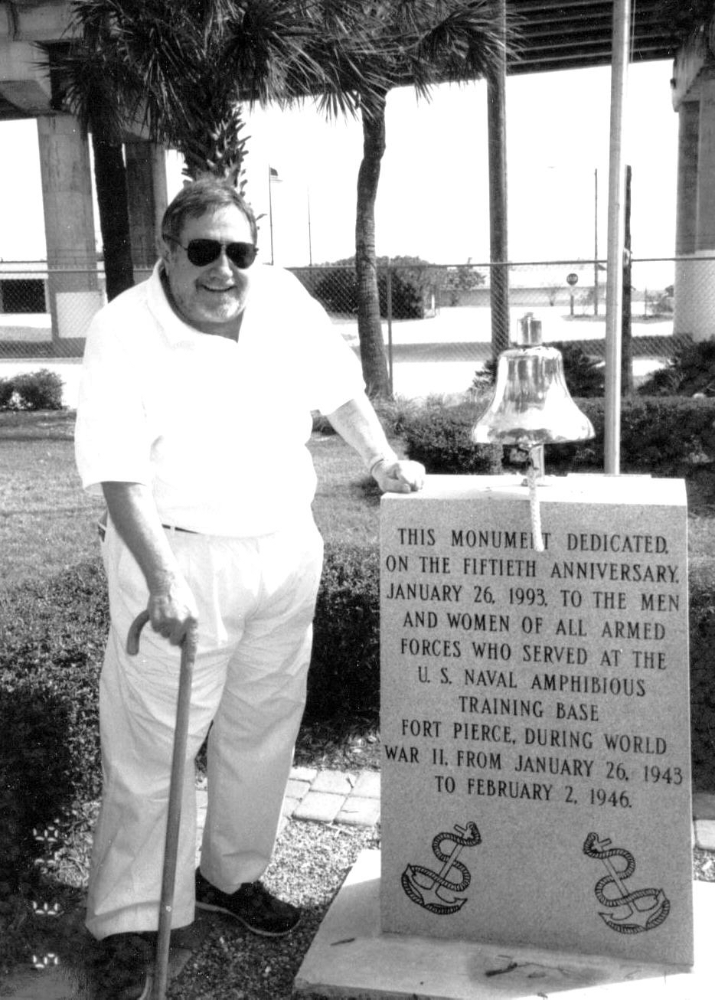 THIS MONUMENT DEDICATED,
ON THE FIFTIETH ANNIVERSARY,
JANUARY 26, 1993, TO THE MEN
AND WOMEN OF ALL ARMED
FORCES WHO SERVED AT THE
U. S. NAVAL AMPHIBIOUS
TRAINING BASE
FORT PIERCE, DURING WORLD
WAR II, FROM JANUARY 26, 1943
TO FEBRUARY 2, 1946.